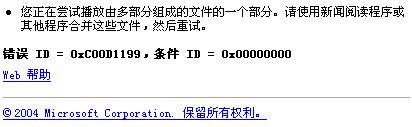 • 您正在尝试播放由多部分组成的文件的一个部分。请使用新闻阅读程序或
其他程序合并这些文件，然后重试。
错误 ID = 0xC00D1199，条件 ID = 0x00000000
Web 帮助
© 2004 Microsoft Corporation. 保留所有权利。